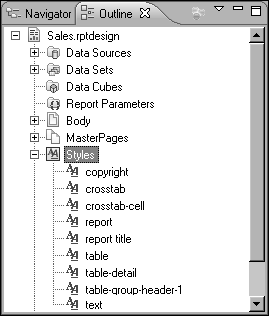 Navigator Outline
Sales.rptdesign
Data Sources
Data Sets
Data Cubes
Report Parameters
Body
MasterPages
Styles
copyright
crosstab
crosstab-cell
report
report title
table
table-detail
table-group-header-1
text